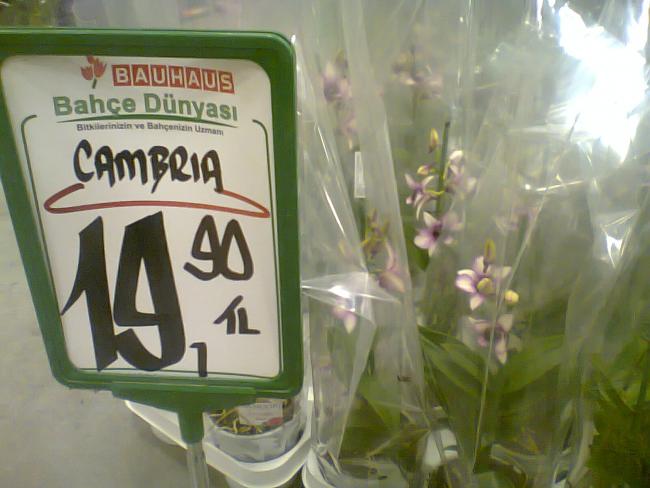 BAUHAUS
Bahçe Dünyası
Bitkilerinizin ve Bahçenizin Uzmanı
CAMBRIA
19,90
TL